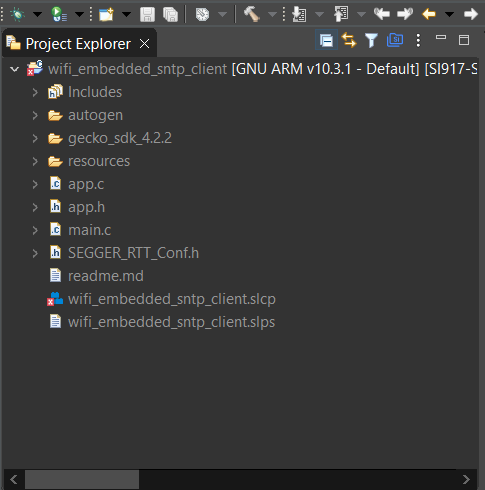 Project Explorer
wifi_embedded_sntp_client [GNU ARM v10.3.1 - Default] [SI917-S
Includes
autogen
gecko_sdk_4.2.2
resources
app.c
app.h
main.c
SEGGER_RTT_Conf.h
readme.md
wifi_embedded_sntp_client.slcp
wifi_embedded_sntp_client.slps